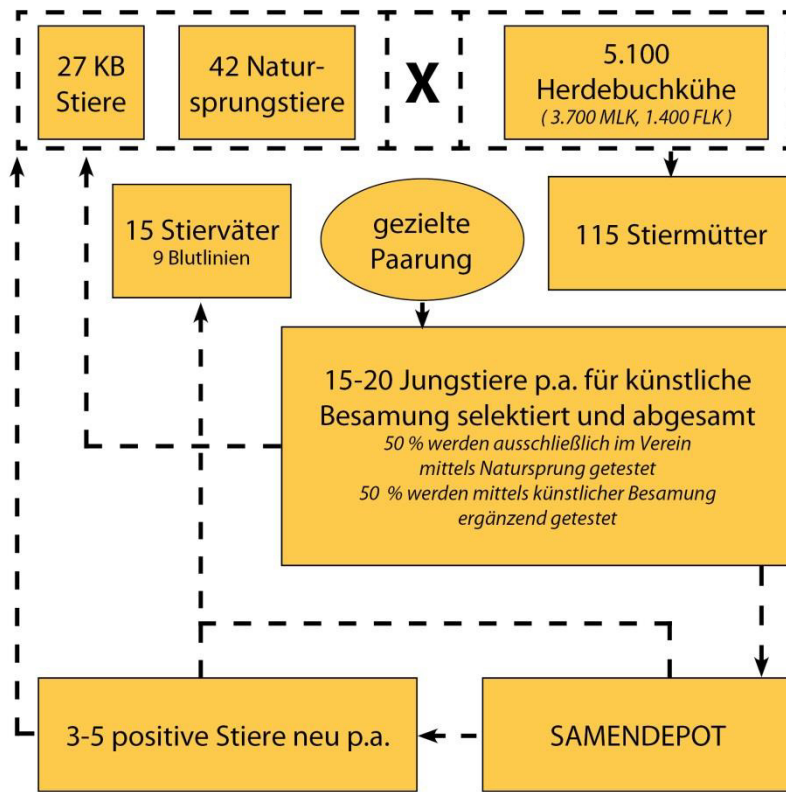 27 KB
Stiere
42 Natur-
sprungstiere
X
5.100
Herdebuchkühe
( 3.700 MLK, 1.400 FLK )
15 Stierväter
9 Blutlinien
gezielte
Paarung
115 Stiermütter
15-20 Jungstiere p.a. für künstliche
Besamung selektiert und abgesamt
50 % werden ausschließlich im Verein
mittels Natursprung getestet
50 % werden mittels künstlicher Besamung
ergänzend getestet
3-5 positive Stiere neu p.a.
SAMENDEPOT